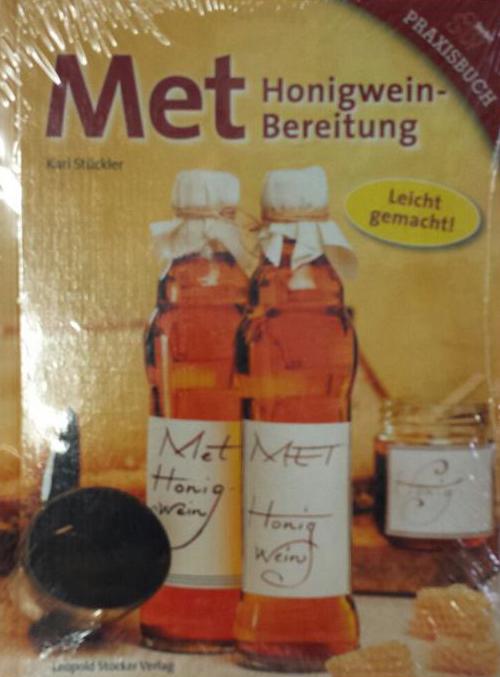 PRAXISBUCH
Met
Honigwein-
Bereitung
Karl Stückler
Leicht
gemacht!
Met
Honig-
wein
MET
Honig
Wein
Leopold Stocker Verlag